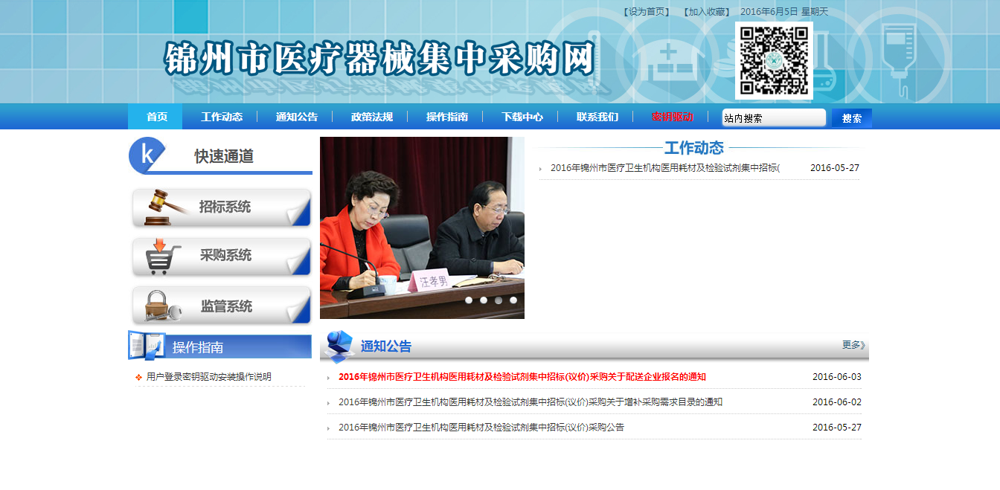 【设为首页】 【加入收藏】 2016年6月5日 星期天
锦州市医疗器械集中采购网
首页 工作动态 通知公告 政策法规 操作指南 下载中心 联系我们 密钥驱动 站内搜索 搜索
k 快速通道
招标系统
采购系统
监管系统
操作指南
用户登录密钥驱动安装操作说明
汪孝男
工作动态
2016年锦州市医疗卫生机构医用耗材及检验试剂集中招标( 2016-05-27
通知公告 更多》
2016年锦州市医疗卫生机构医用耗材及检验试剂集中招标(议价)采购关于配送企业报名的通知 2016-06-03
2016年锦州市医疗卫生机构医用耗材及检验试剂集中招标(议价)采购关于增补采购需求目录的通知 2016-06-02
2016年锦州市医疗卫生机构医用耗材及检验试剂集中招标(议价)采购公告 2016-05-27